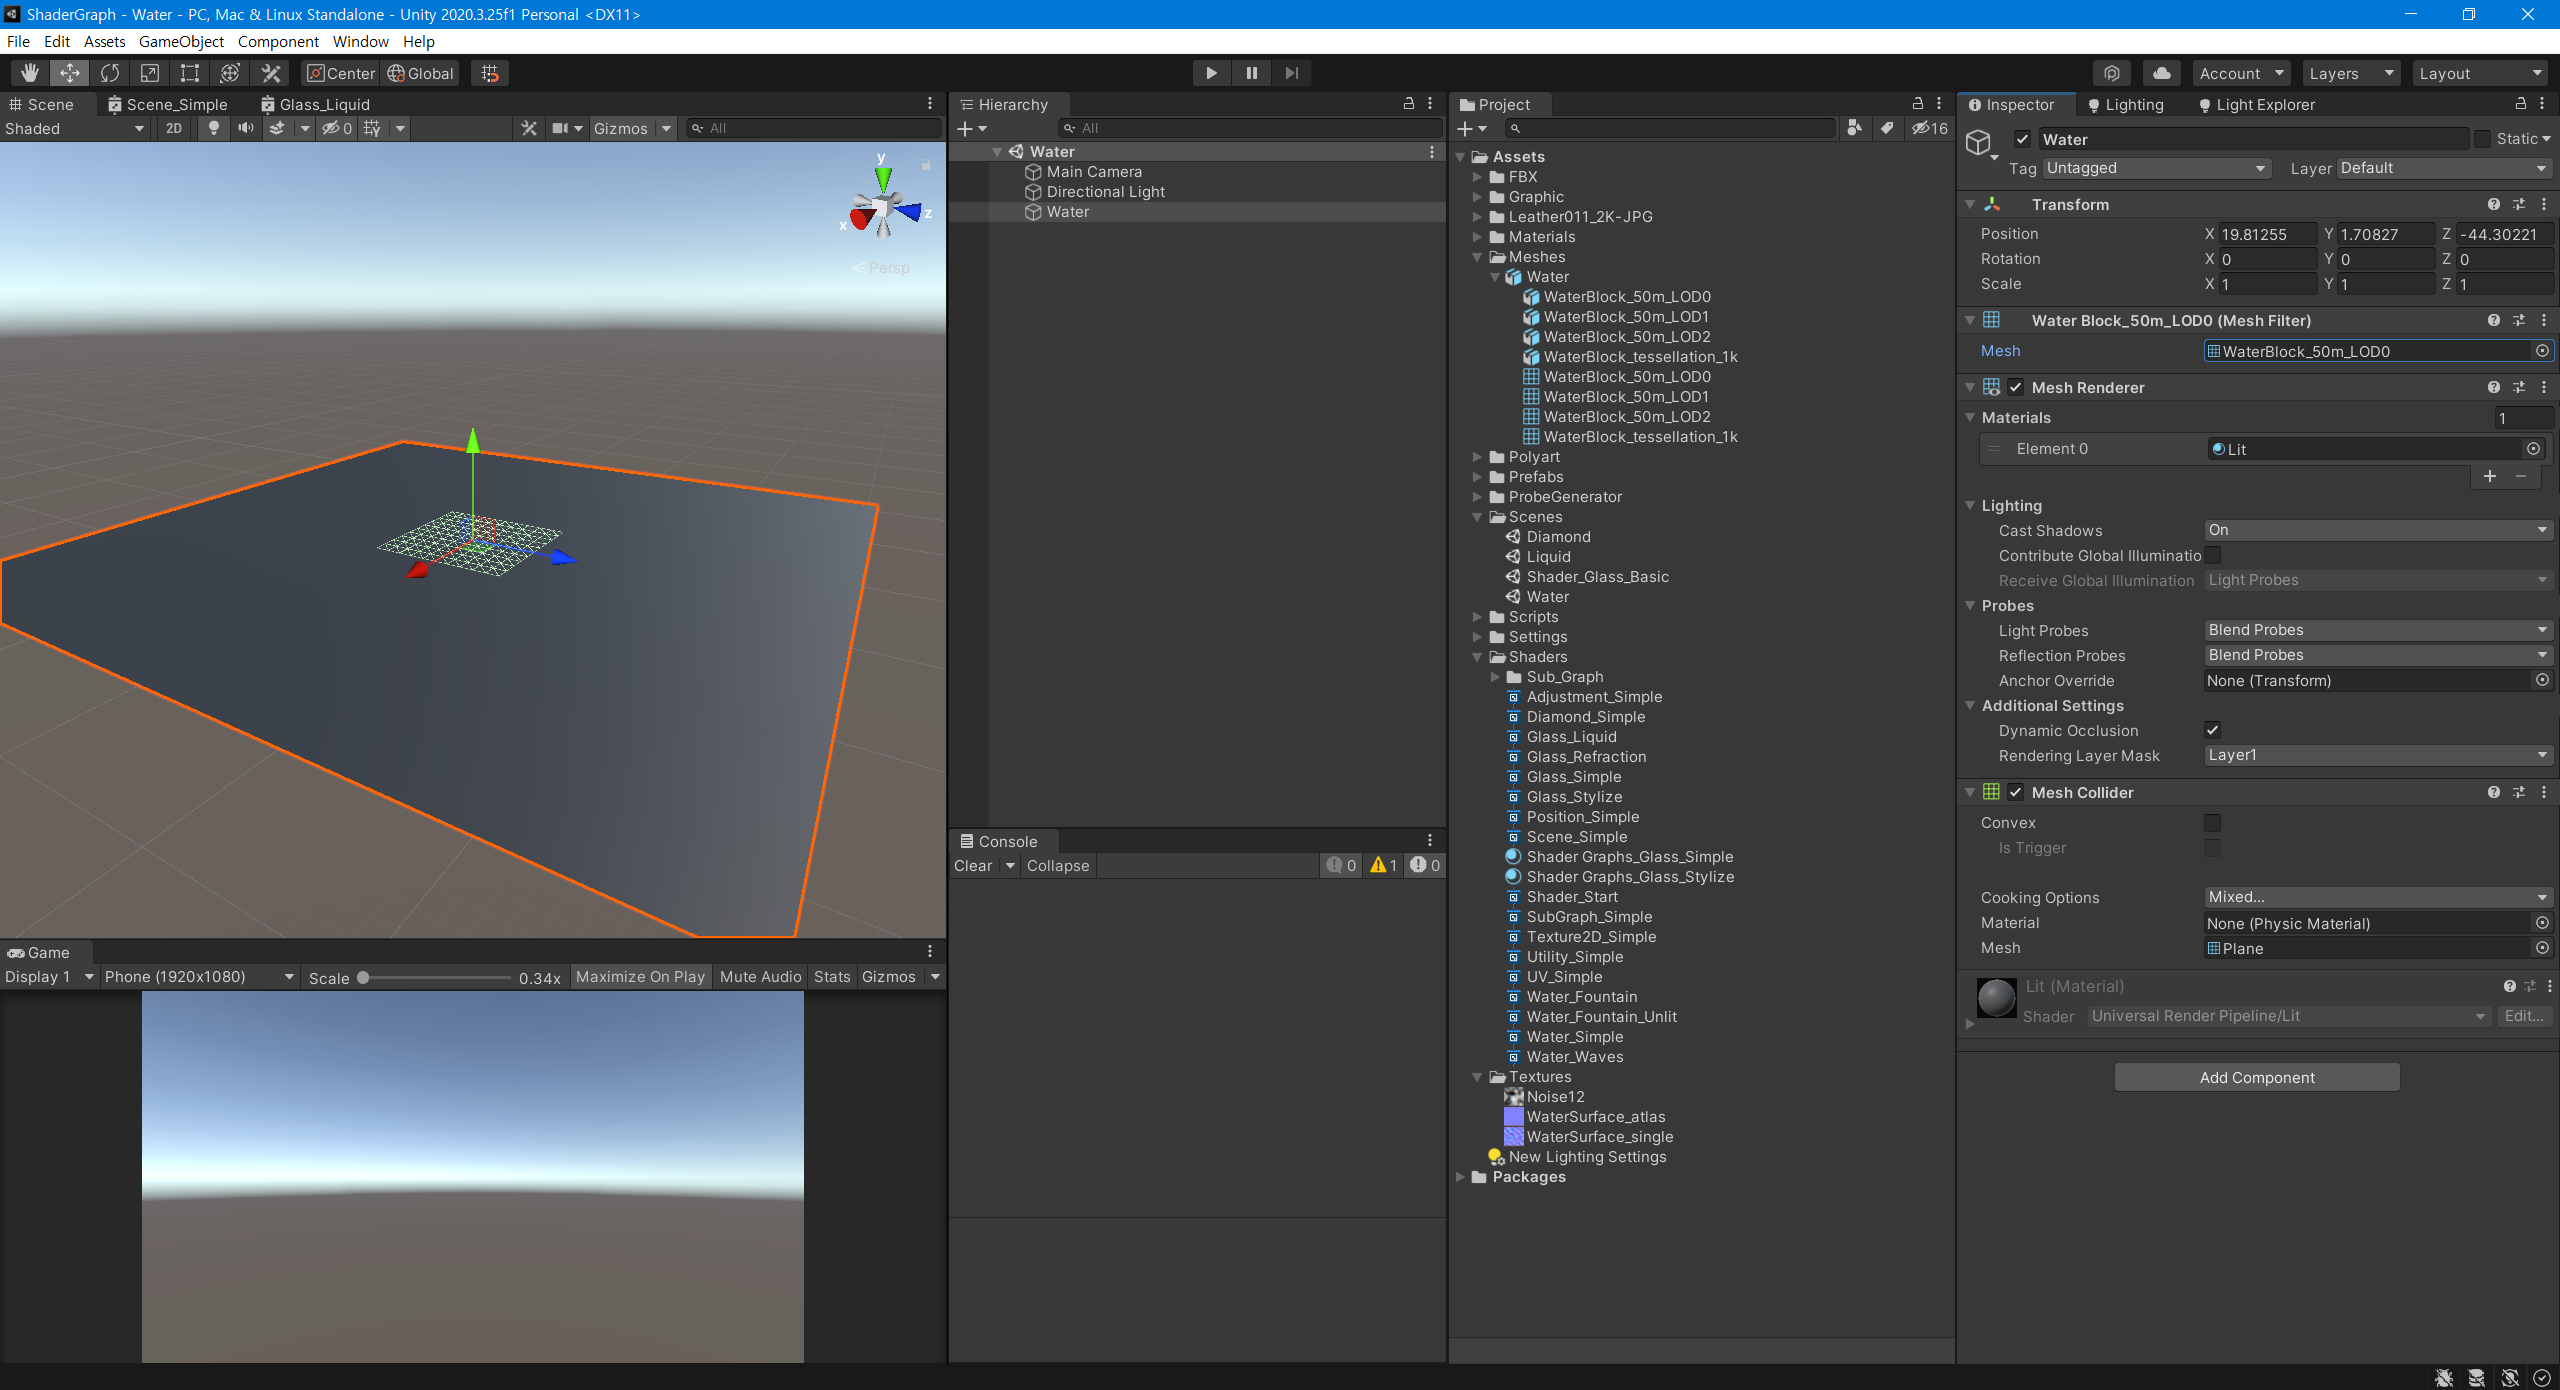 ShaderGraph - Water - PC, Mac & Linux Standalone - Unity 2020.3.25f1 Personal <DX11>
File Edit Assets GameObject Component Window Help
Center Global Account Layers Layout
Scene Scene_Simple Glass_Liquid
Shaded 2D 0 Gizmos All
y
z
x
Persp
Game
Display 1 Phone (1920x1080) Scale 0.34x Maximize On Play Mute Audio Stats Gizmos
Hierarchy
All
Water
Main Camera
Directional Light
Water
Console
Clear Collapse 0 1 0
Project
16
Assets
FBX
Graphic
Leather011_2K-JPG
Materials
Meshes
Water
WaterBlock_50m_LOD0
WaterBlock_50m_LOD1
WaterBlock_50m_LOD2
WaterBlock_tessellation_1k
WaterBlock_50m_LOD0
WaterBlock_50m_LOD1
WaterBlock_50m_LOD2
WaterBlock_tessellation_1k
Polyart
Prefabs
ProbeGenerator
Scenes
Diamond
Liquid
Shader_Glass_Basic
Water
Scripts
Settings
Shaders
Sub_Graph
Adjustment_Simple
Diamond_Simple
Glass_Liquid
Glass_Refraction
Glass_Simple
Glass_Stylize
Position_Simple
Scene_Simple
Shader Graphs_Glass_Simple
Shader Graphs_Glass_Stylize
Shader_Start
SubGraph_Simple
Texture2D_Simple
Utility_Simple
UV_Simple
Water_Fountain
Water_Fountain_Unlit
Water_Simple
Water_Waves
Textures
Noise12
WaterSurface_atlas
WaterSurface_single
New Lighting Settings
Packages
Inspector Lighting Light Explorer
Water Static
Tag Untagged Layer Default
Transform
Position X 19.81255 Y 1.70827 Z -44.30221
Rotation X 0 Y 0 Z 0
Scale X 1 Y 1 Z 1
Water Block_50m_LOD0 (Mesh Filter)
Mesh WaterBlock_50m_LOD0
Mesh Renderer
Materials 1
Element 0 Lit
Lighting
Cast Shadows On
Contribute Global Illuminatio
Receive Global Illumination Light Probes
Probes
Light Probes Blend Probes
Reflection Probes Blend Probes
Anchor Override None (Transform)
Additional Settings
Dynamic Occlusion
Rendering Layer Mask Layer1
Mesh Collider
Convex
Is Trigger
Cooking Options Mixed...
Material None (Physic Material)
Mesh Plane
Lit (Material)
Shader Universal Render Pipeline/Lit Edit...
Add Component